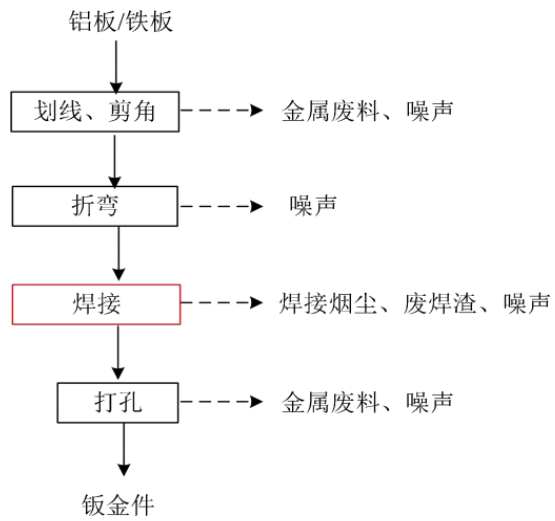 铝板/铁板
划线、剪角
金属废料、噪声
折弯
噪声
焊接
焊接烟尘、废焊渣、噪声
打孔
金属废料、噪声
钣金件